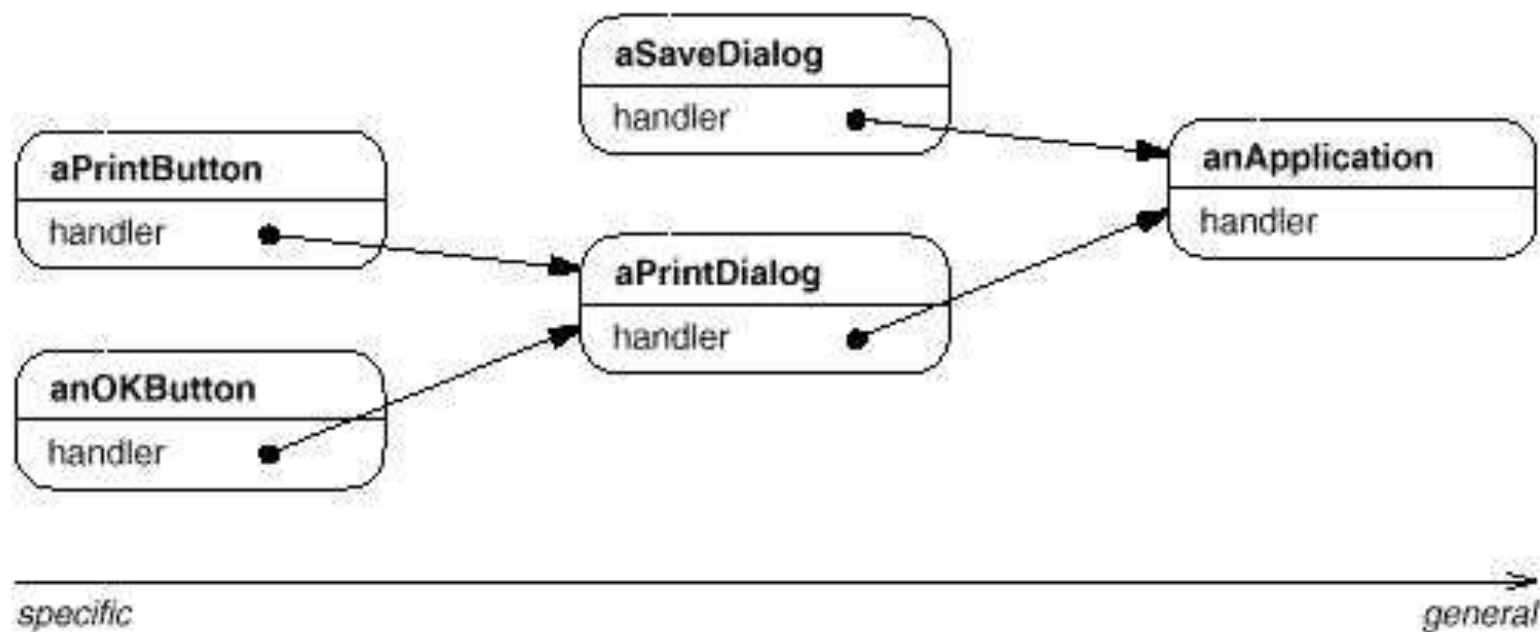 aSaveDialog
handler
aPrintButton
handler
anApplication
handler
aPrintDialog
handler
anOKButton
handler
specific
general